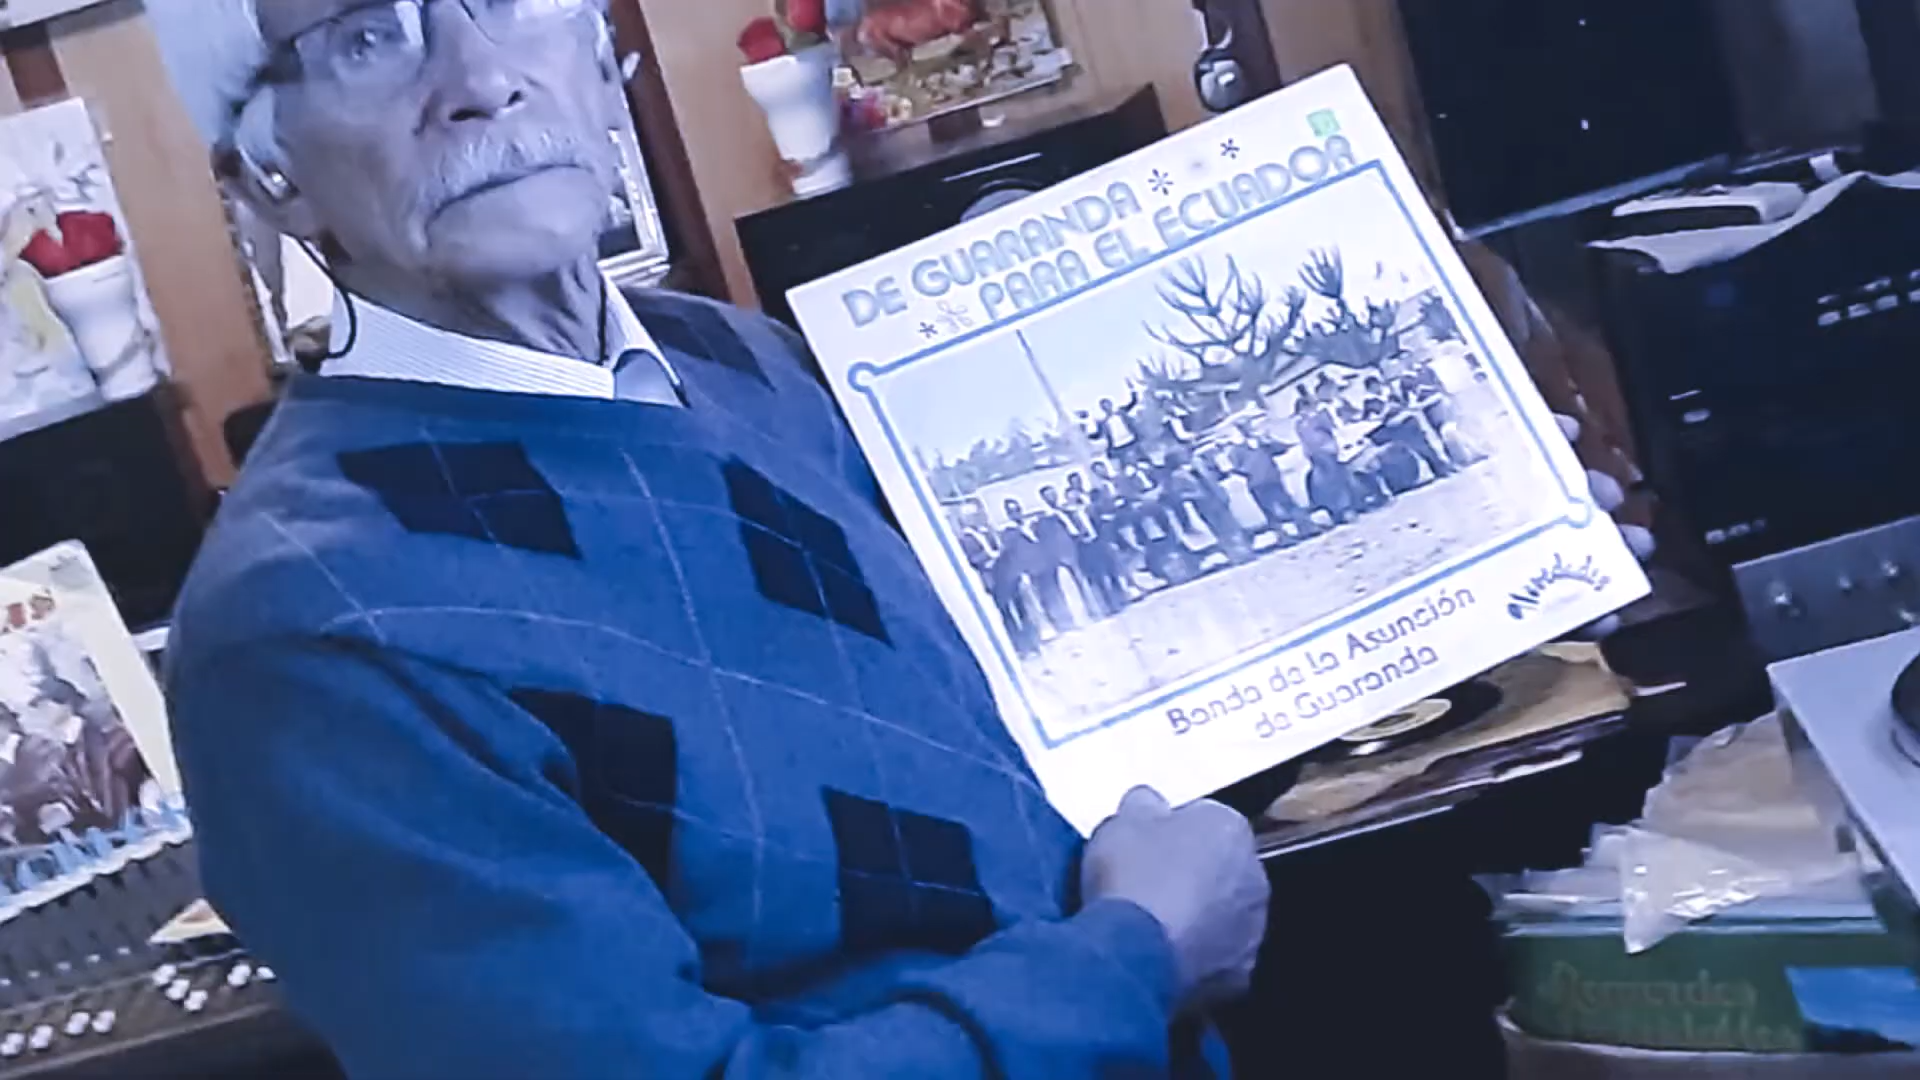 DE GUARANDA
PARA EL ECUADOR
Banda de la Asunción
de Guaranda